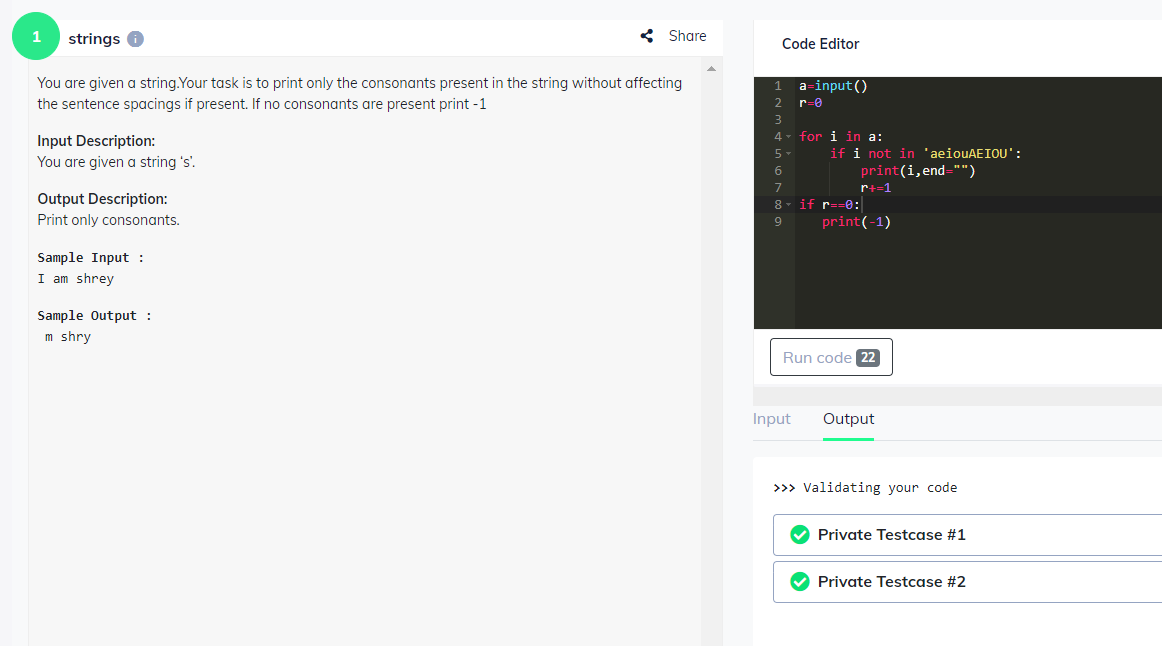 1
strings i
Share
You are given a string.Your task is to print only the consonants present in the string without affecting
the sentence spacings if present. If no consonants are present print -1
Input Description:
You are given a string ‘s’.
Output Description:
Print only consonants.
Sample Input :
I am shrey
Sample Output :
 m shry
Code Editor
1 a=input()
2 r=0
3
4 for i in a:
5     if i not in 'aeiouAEIOU':
6         print(i,end="")
7         r+=1
8 if r==0:
9    print(-1)
Run code 22
Input Output
>>> Validating your code
Private Testcase #1
Private Testcase #2